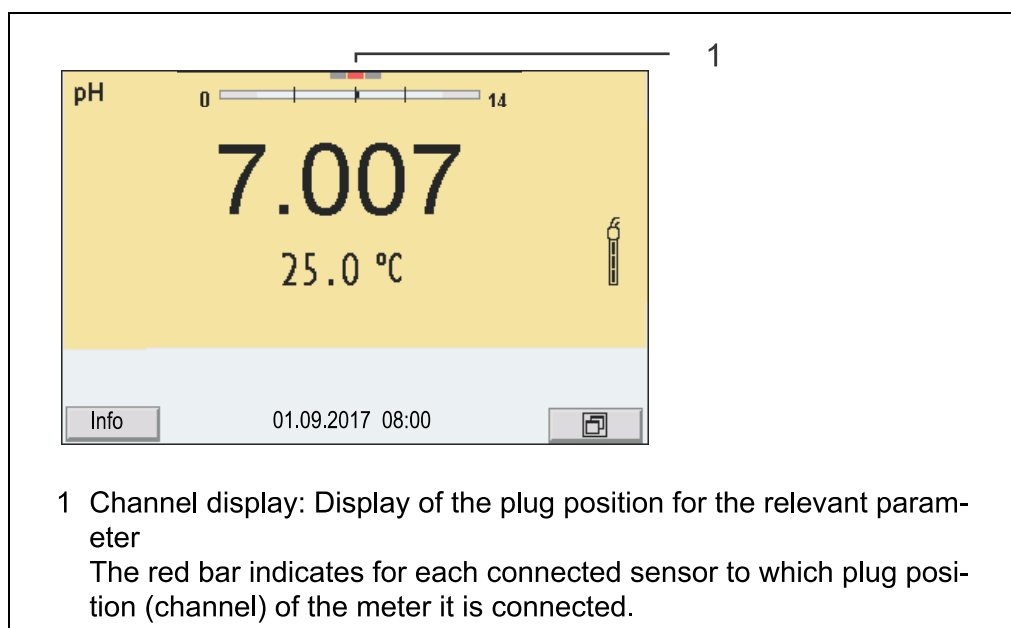 1
pH
0 14
7.007
25.0 °C
Info 01.09.2017 08:00
1 Channel display: Display of the plug position for the relevant param-
eter
The red bar indicates for each connected sensor to which plug posi-
tion (channel) of the meter it is connected.